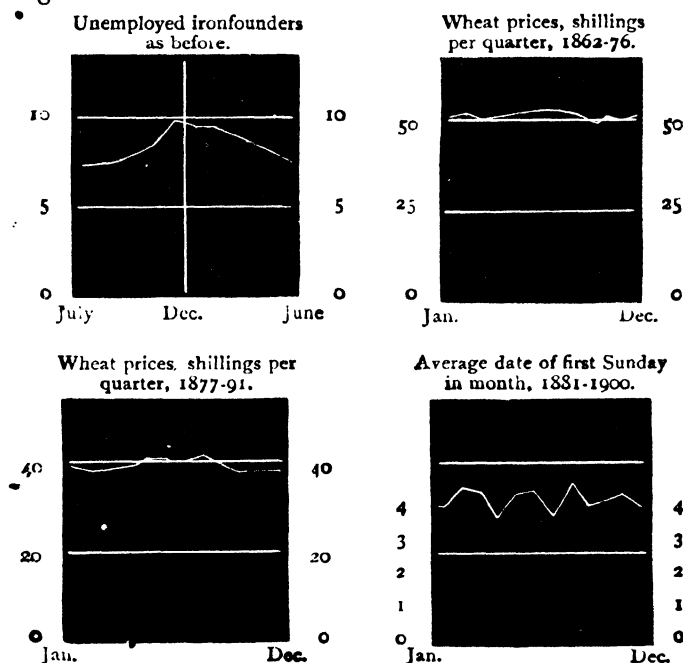 Unemployed ironfounders
as before.
10 10
5 5
0 0
July Dec. June
Wheat prices, shillings
per quarter, 1862-76.
50 50
25 25
0 0
Jan. Dec.
Wheat prices, shillings per
quarter, 1877-91.
40 40
20 20
0 0
Jan. Dec.
Average date of first Sunday
in month, 1881-1900.
4 4
3 3
2 2
1 1
0 0
Jan. Dec.